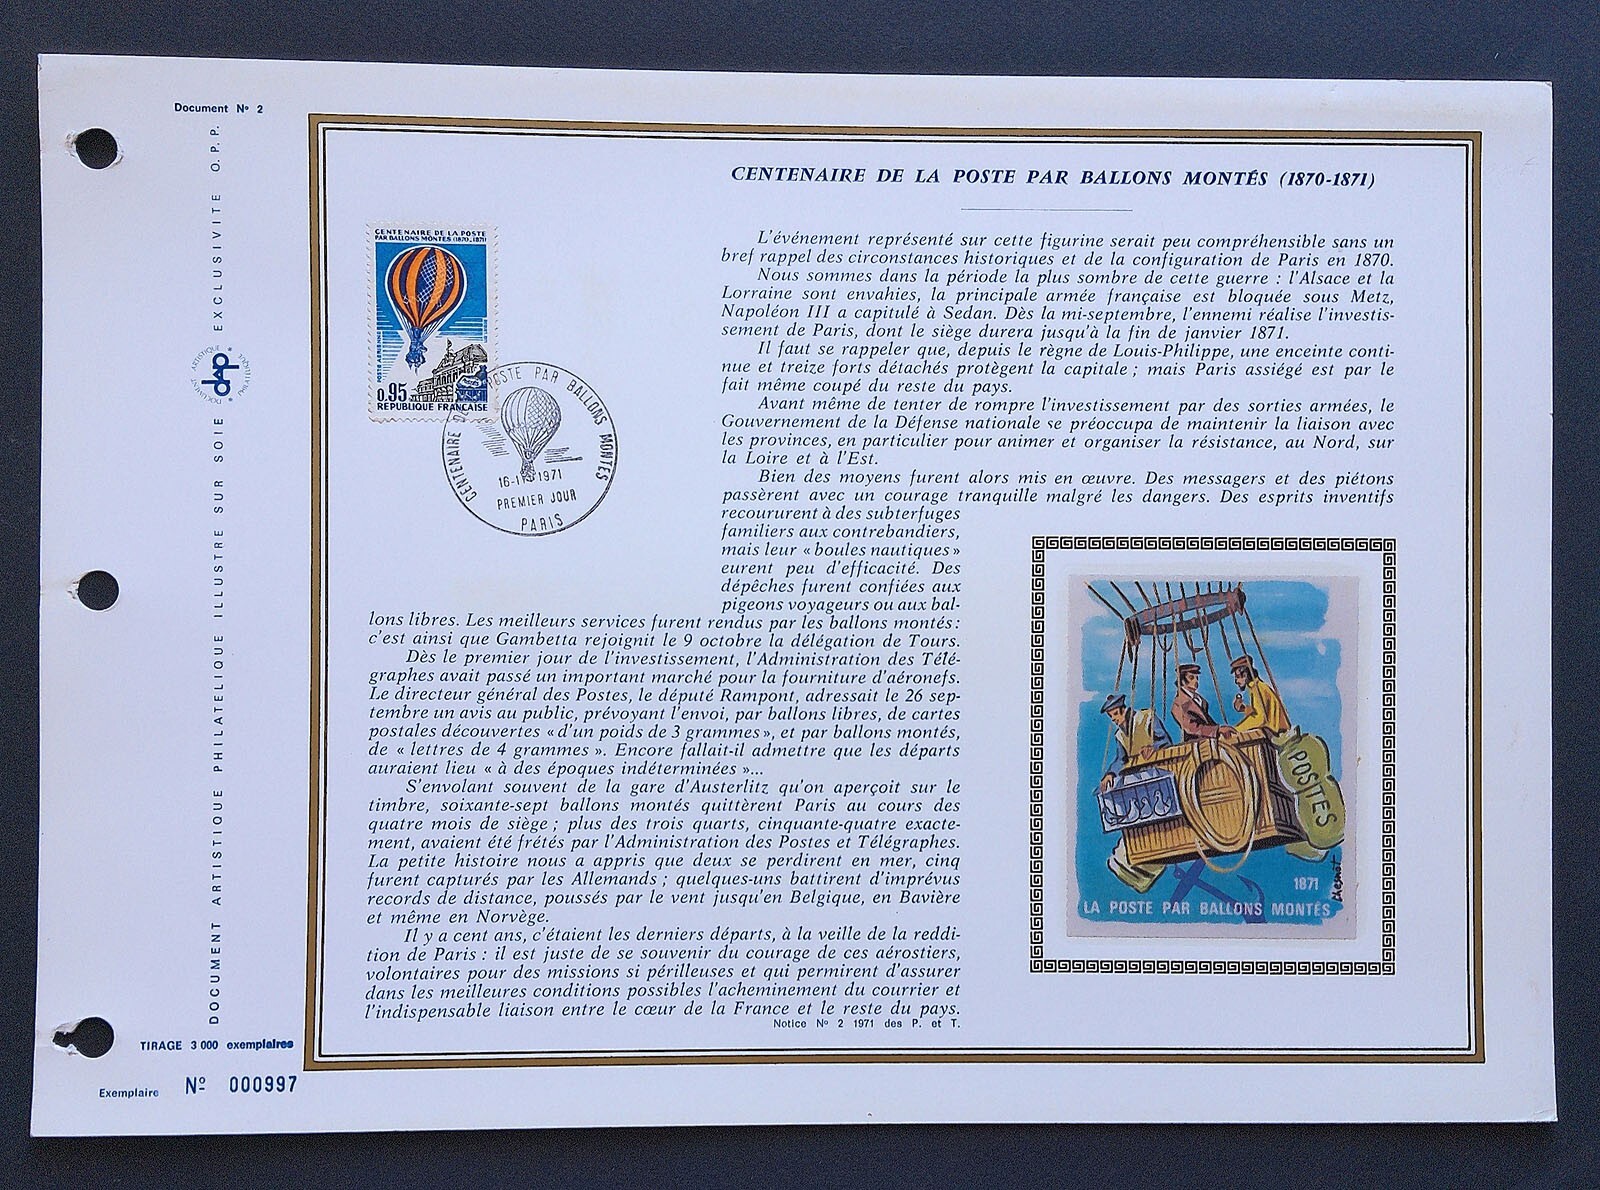 Document Nº 2
DOCUMENT ARTISTIQUE PHILATELIQUE ILLUSTRE SUR SOIE EXCLUSIVITE O.P.P.
DOCUMENT ARTISTIQUE
dap
TIRAGE 3 000 exemplaires
Exemplaire Nº 000997
CENTENAIRE DE LA POSTE PAR BALLONS MONTÉS (1870-1871)
CENTENAIRE DE LA POSTE
PAR BALLONS MONTES (1870-1871)
POSTE AERIENNE
0.95
REPUBLIQUE FRANÇAISE
CENTENAIRE POSTE PAR BALLONS MONTES
1971
PREMIER JOUR
PARIS
L'événement représenté sur cette figurine serait peu compréhensible sans un
bref rappel des circonstances historiques et de la configuration de Paris en 1870.
Nous sommes dans la période la plus sombre de cette guerre : l'Alsace et la
Lorraine sont envahies, la principale armée française est bloquée sous Metz,
Napoléon III a capitulé à Sedan. Dès la mi-septembre, l'ennemi réalise l'investis-
sement de Paris, dont le siège durera jusqu'à la fin de janvier 1871.
Il faut se rappeler que, depuis le règne de Louis-Philippe, une enceinte conti-
nue et treize forts détachés protègent la capitale ; mais Paris assiégé est par le
fait même coupé du reste du pays.
Avant même de tenter de rompre l'investissement par des sorties armées, le
Gouvernement de la Défense nationale se préoccupa de maintenir la liaison avec
les provinces, en particulier pour animer et organiser la résistance, au Nord, sur
la Loire et à l'Est.
Bien des moyens furent alors mis en œuvre. Des messagers et des piétons
passèrent avec un courage tranquille malgré les dangers. Des esprits inventifs
recoururent à des subterfuges
familiers aux contrebandiers,
mais leur « boules nautiques »
eurent peu d'efficacité. Des
dépêches furent confiées aux
pigeons voyageurs ou aux bal-
lons libres. Les meilleurs services furent rendus par les ballons montés :
c'est ainsi que Gambetta rejoignit le 9 octobre la délégation de Tours.
Dès le premier jour de l'investissement, l'Administration des Télé-
graphes avait passé un important marché pour la fourniture d'aéronefs.
Le directeur général des Postes, le député Rampont, adressait le 26 sep-
tembre un avis au public, prévoyant l'envoi, par ballons libres, de cartes
postales découvertes « d'un poids de 3 grammes », et par ballons montés,
de « lettres de 4 grammes ». Encore fallait-il admettre que les départs
auraient lieu « à des époques indéterminées »...
S'envolant souvent de la gare d'Austerlitz qu'on aperçoit sur le
timbre, soixante-sept ballons montés quittèrent Paris au cours des
quatre mois de siège ; plus des trois quarts, cinquante-quatre exacte-
ment, avaient été frétés par l'Administration des Postes et Télégraphes.
La petite histoire nous a appris que deux se perdirent en mer, cinq
furent capturés par les Allemands ; quelques-uns battirent d'imprévus
records de distance, poussés par le vent jusqu'en Belgique, en Bavière
et même en Norvège.
Il y a cent ans, c'étaient les derniers départs, à la veille de la reddi-
tion de Paris : il est juste de se souvenir du courage de ces aérostiers,
volontaires pour des missions si périlleuses et qui permirent d'assurer
dans les meilleures conditions possibles l'acheminement du courrier et
l'indispensable liaison entre le cœur de la France et le reste du pays.
Notice Nº 2 1971 des P. et T.
POSTES
1871
LA POSTE PAR BALLONS MONTÉS
chesnot